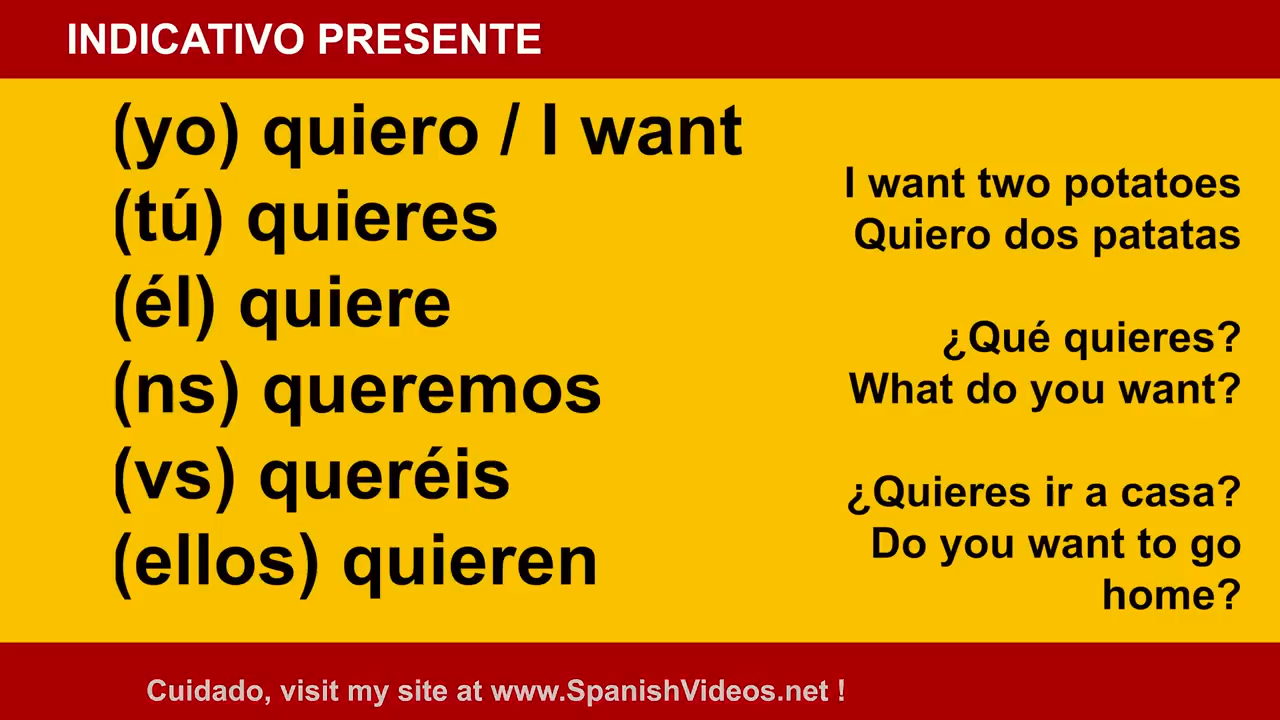 INDICATIVO PRESENTE
(yo) quiero / I want
(tú) quieres
(él) quiere
(ns) queremos
(vs) queréis
(ellos) quieren
I want two potatoes
Quiero dos patatas
¿Qué quieres?
What do you want?
¿Quieres ir a casa?
Do you want to go
home?
Cuidado, visit my site at www.SpanishVideos.net !